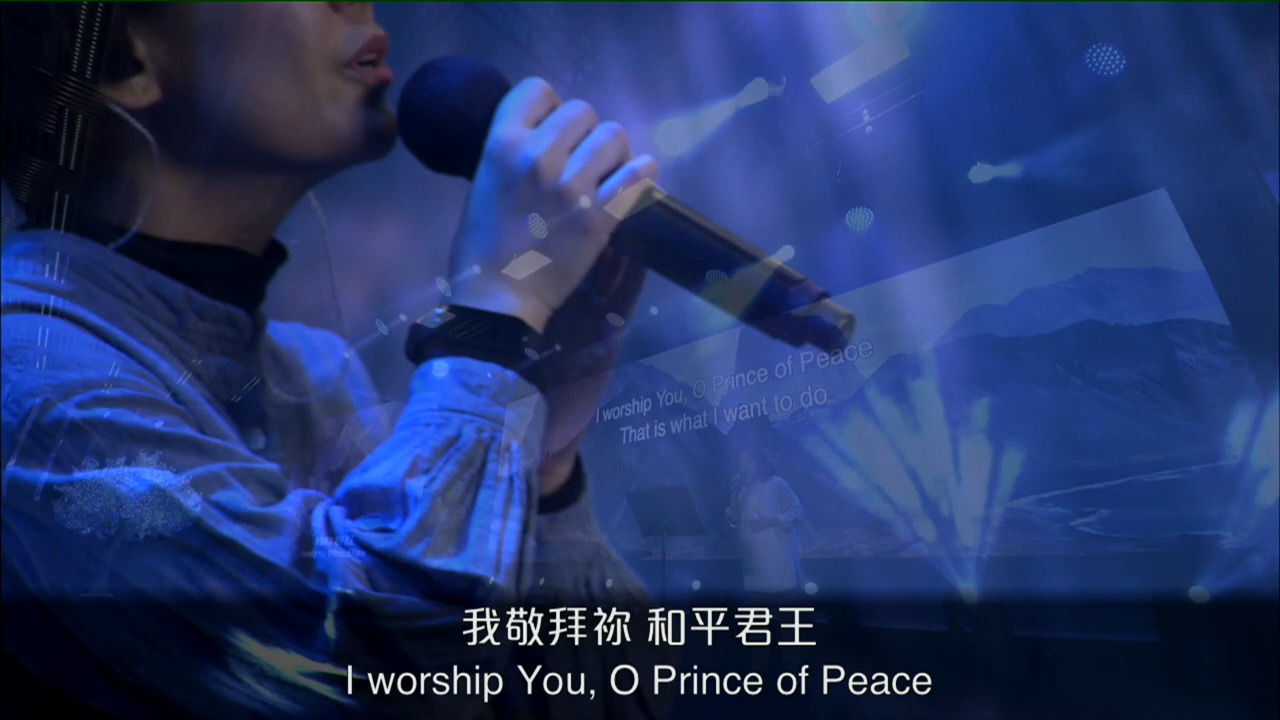 I worship You, O Prince of Peace
That is what I want to do
我敬拜祢 和平君王
I worship You, O Prince of Peace